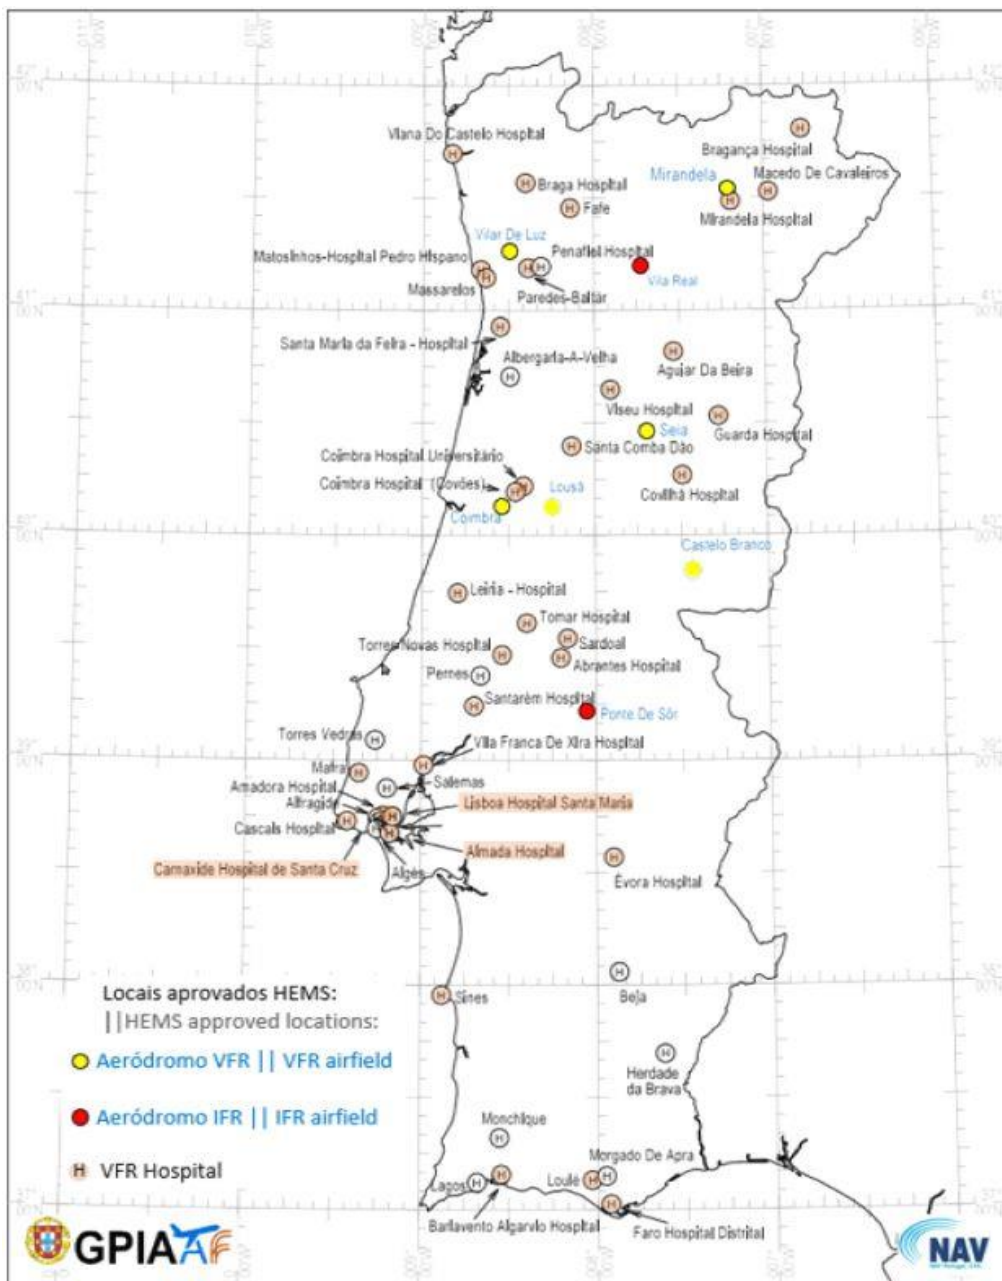 Viana Do Castelo Hospital
Bragança Hospital
Mirandela
Macedo De Cavaleiros
Braga Hospital
Fafe
Mirandela Hospital
Vilar De Luz
Matosinhos-Hospital Pedro Hispano
Penafiel Hospital
Vila Real
Massarelos
Paredes-Baltar
Santa Maria da Feira - Hospital
Albergaria-A-Velha
Aguiar Da Beira
Viseu Hospital
Seia
Guarda Hospital
Santa Comba Dão
Coimbra Hospital Universitário
Coimbra Hospital (Covões)
Lousã
Covilhã Hospital
Coimbra
Castelo Branco
Leiria - Hospital
Tomar Hospital
Torres Novas Hospital
Sardoal
Abrantes Hospital
Pernes
Santarém Hospital
Ponte De Sôr
Torres Vedras
Vila Franca De Xira Hospital
Mafra
Amadora Hospital
Salemas
Alfragide
Lisboa Hospital Santa Maria
Cascais Hospital
Almada Hospital
Carnaxide Hospital de Santa Cruz
Algés
Évora Hospital
Beja
Sines
Locais aprovados HEMS:
||HEMS approved locations:
Aeródromo VFR || VFR airfield
Herdade
da Brava
Aeródromo IFR || IFR airfield
Monchique
H VFR Hospital
Morgado De Apra
Lagos
Loulé
Barlavento Algarvio Hospital
Faro Hospital Distrital
GPIAAF
NAV